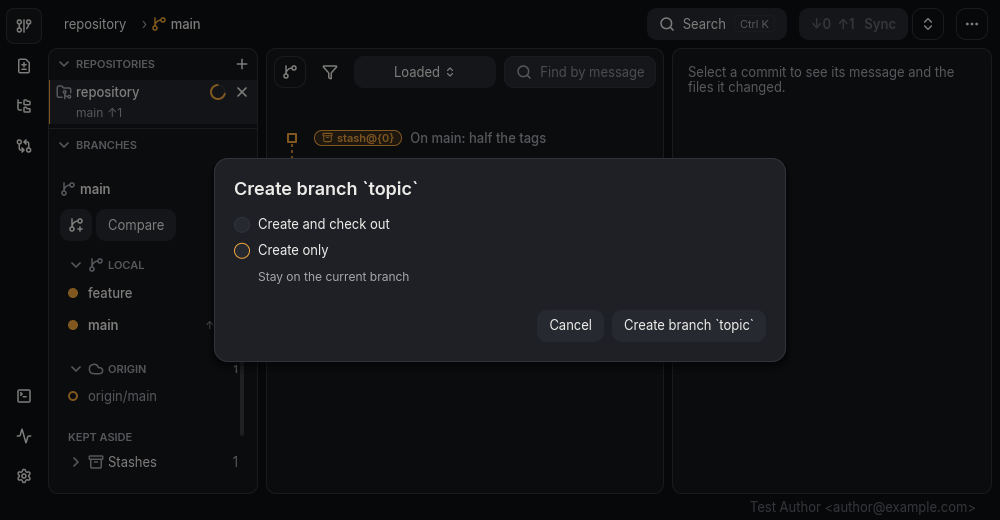 repository › main
Search Ctrl K
↓0 ↑1 Sync
REPOSITORIES
repository
main ↑1
BRANCHES
main
Compare
LOCAL
feature
main ↑
ORIGIN 1
origin/main
KEPT ASIDE
Stashes 1
Loaded
Find by message
stash@{0} On main: half the tags
Select a commit to see its message and the
files it changed.
Create branch `topic`
Create and check out
Create only
Stay on the current branch
Cancel
Create branch `topic`
Test Author <author@example.com>